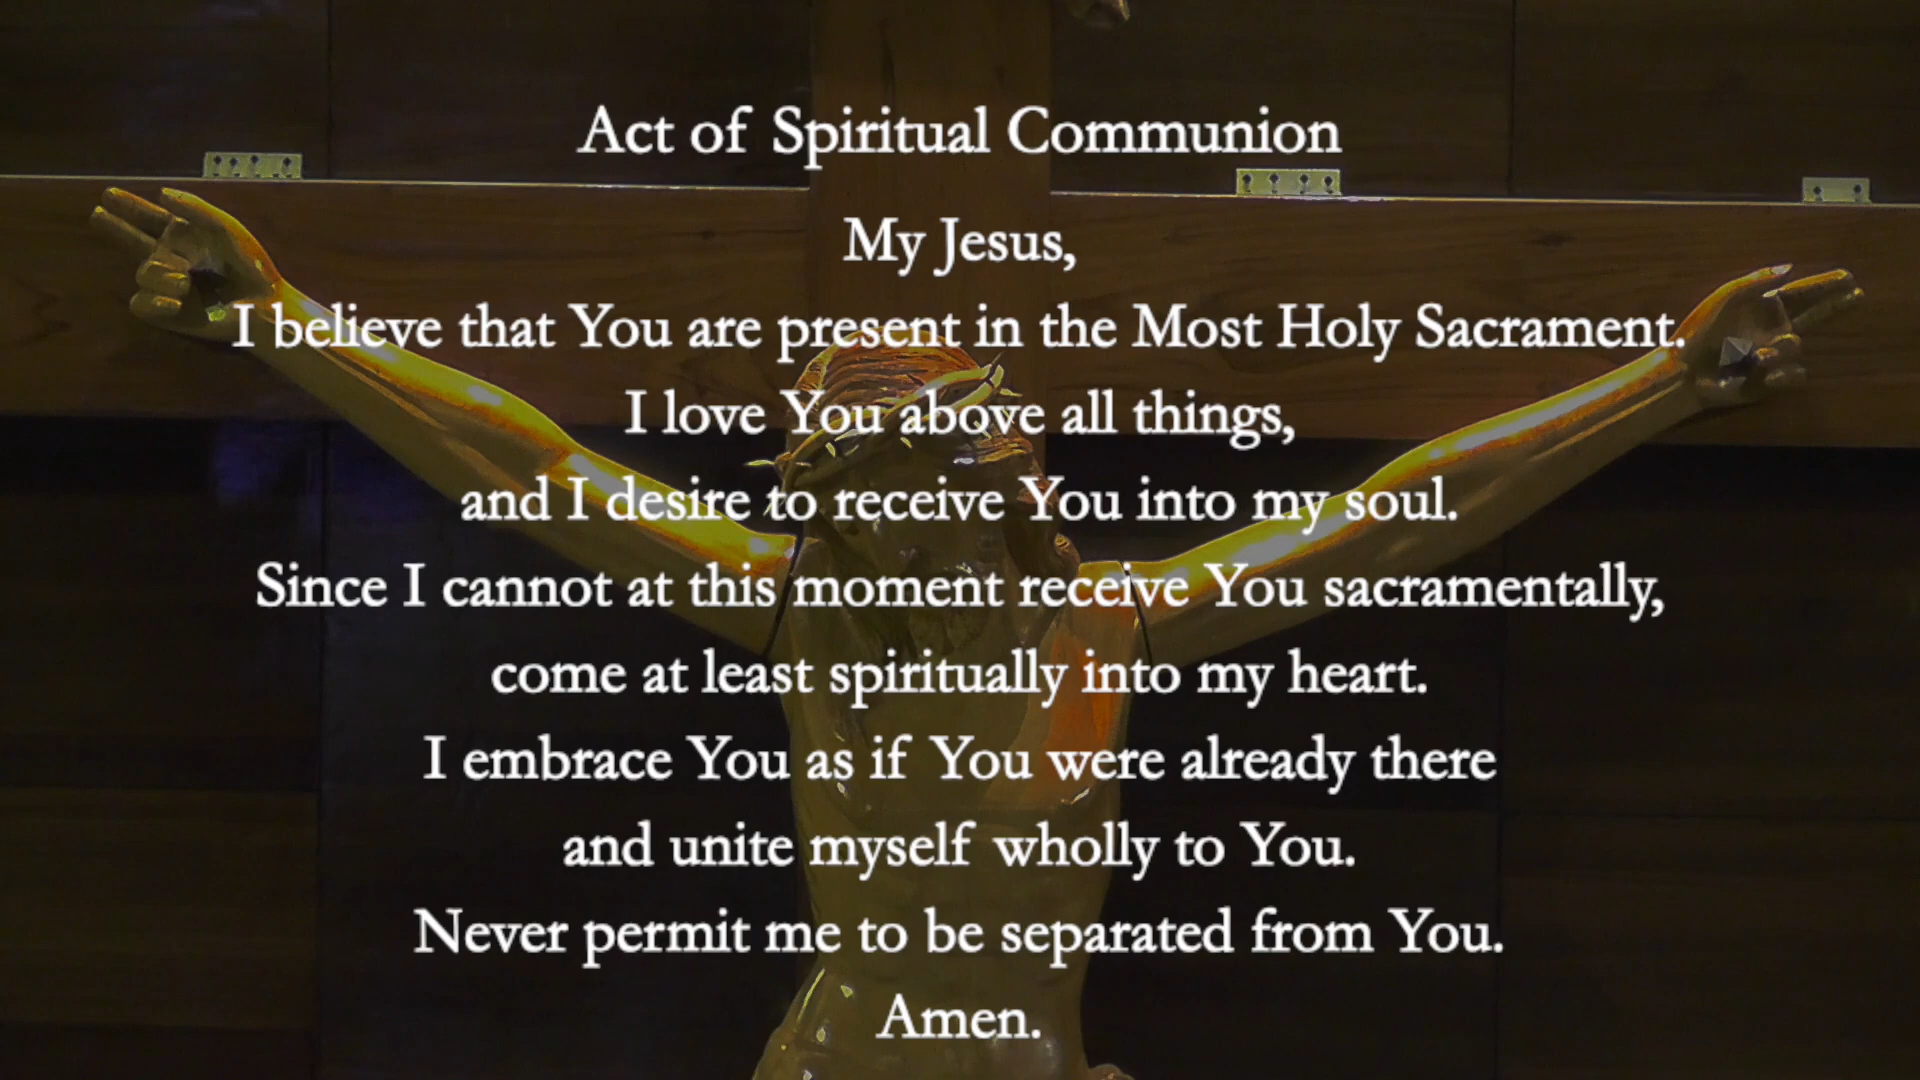 Act of Spiritual Communion
My Jesus,
I believe that You are present in the Most Holy Sacrament.
I love You above all things,
and I desire to receive You into my soul.
Since I cannot at this moment receive You sacramentally,
come at least spiritually into my heart.
I embrace You as if You were already there
and unite myself wholly to You.
Never permit me to be separated from You.
Amen.